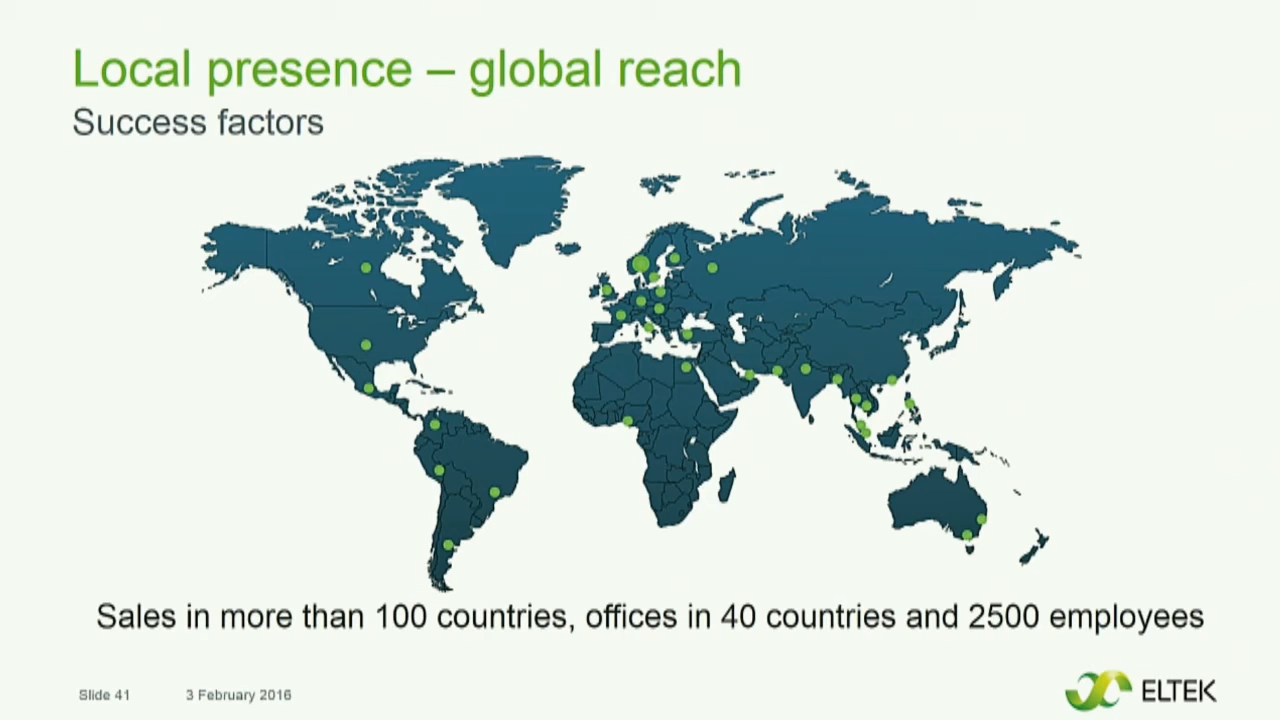 Local presence – global reach
Success factors
Sales in more than 100 countries, offices in 40 countries and 2500 employees
Slide 41
3 February 2016
ELTEK